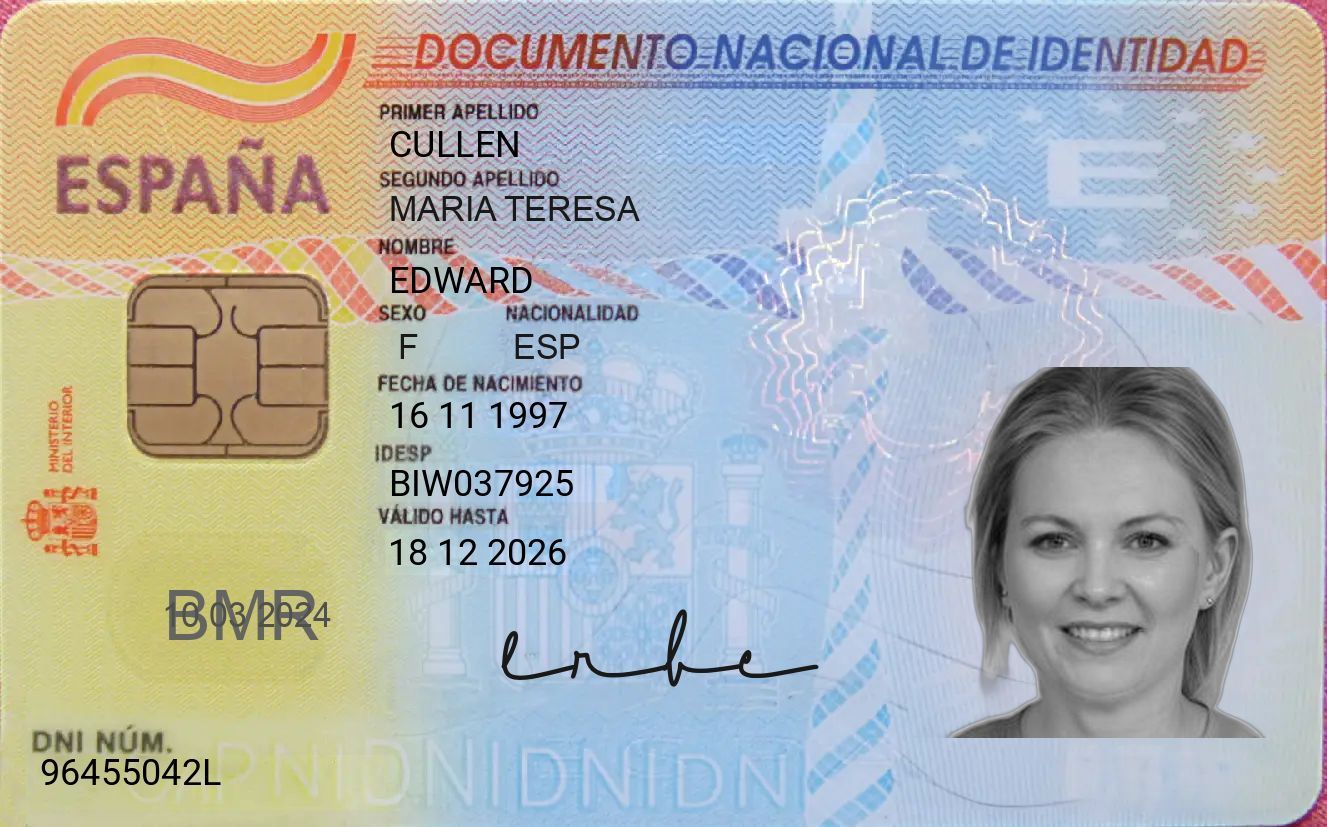 DOCUMENTO NACIONAL DE IDENTIDAD
ESPAÑA
PRIMER APELLIDO
CULLEN
SEGUNDO APELLIDO
MARIA TERESA
NOMBRE
EDWARD
SEXO NACIONALIDAD
F ESP
FECHA DE NACIMIENTO
16 11 1997
IDESP
BIW037925
VÁLIDO HASTA
18 12 2026
MINISTERIO
DEL INTERIOR
E
BMR
10 03 2024
DNI NÚM.
96455042L
DNIDNIDNIDN